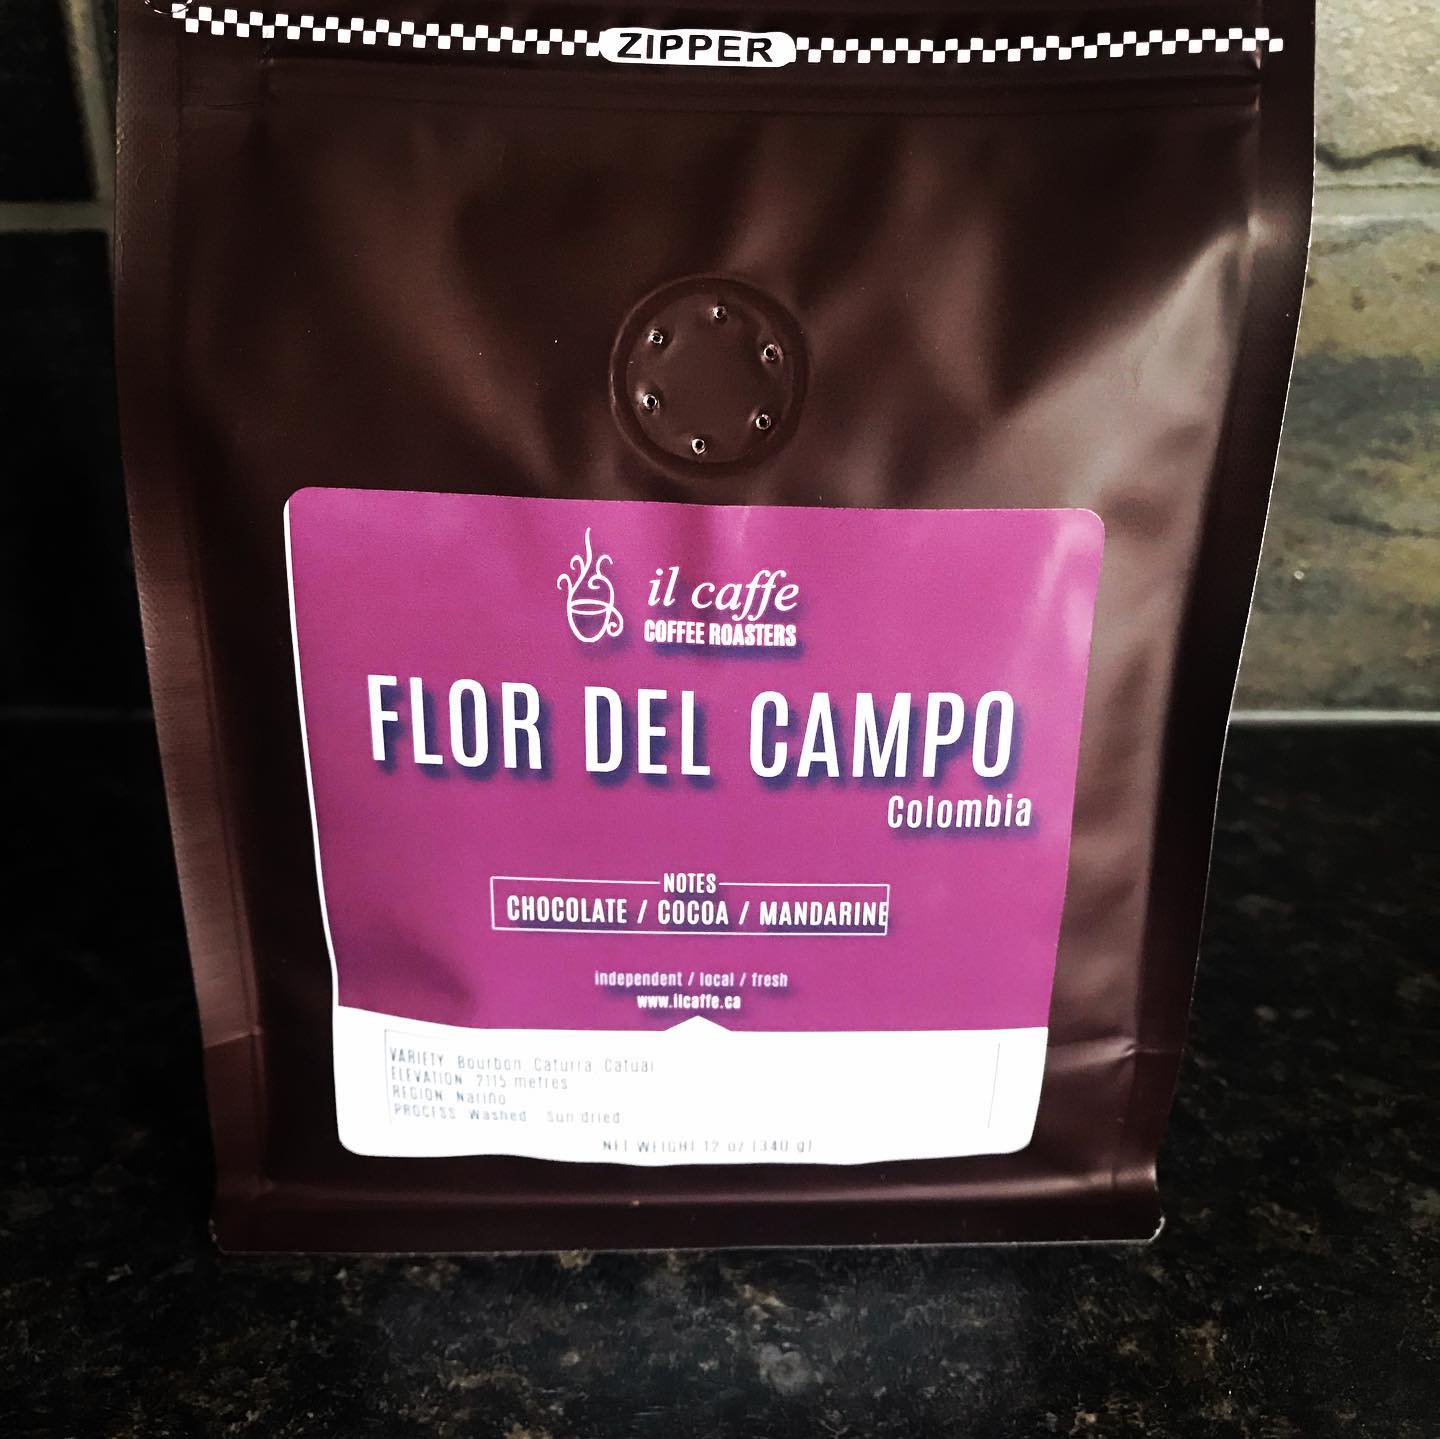 ZIPPER
il caffe
COFFEE ROASTERS
FLOR DEL CAMPO
Colombia
NOTES
CHOCOLATE / COCOA / MANDARINE
independent / local / fresh
www.ilcaffe.ca
VARIETY Bourbon Caturra Catuai
ELEVATION 2115 metres
REGION Nariño
PROCESS Washed Sun dried
NET WEIGHT 12 oz (340 g)